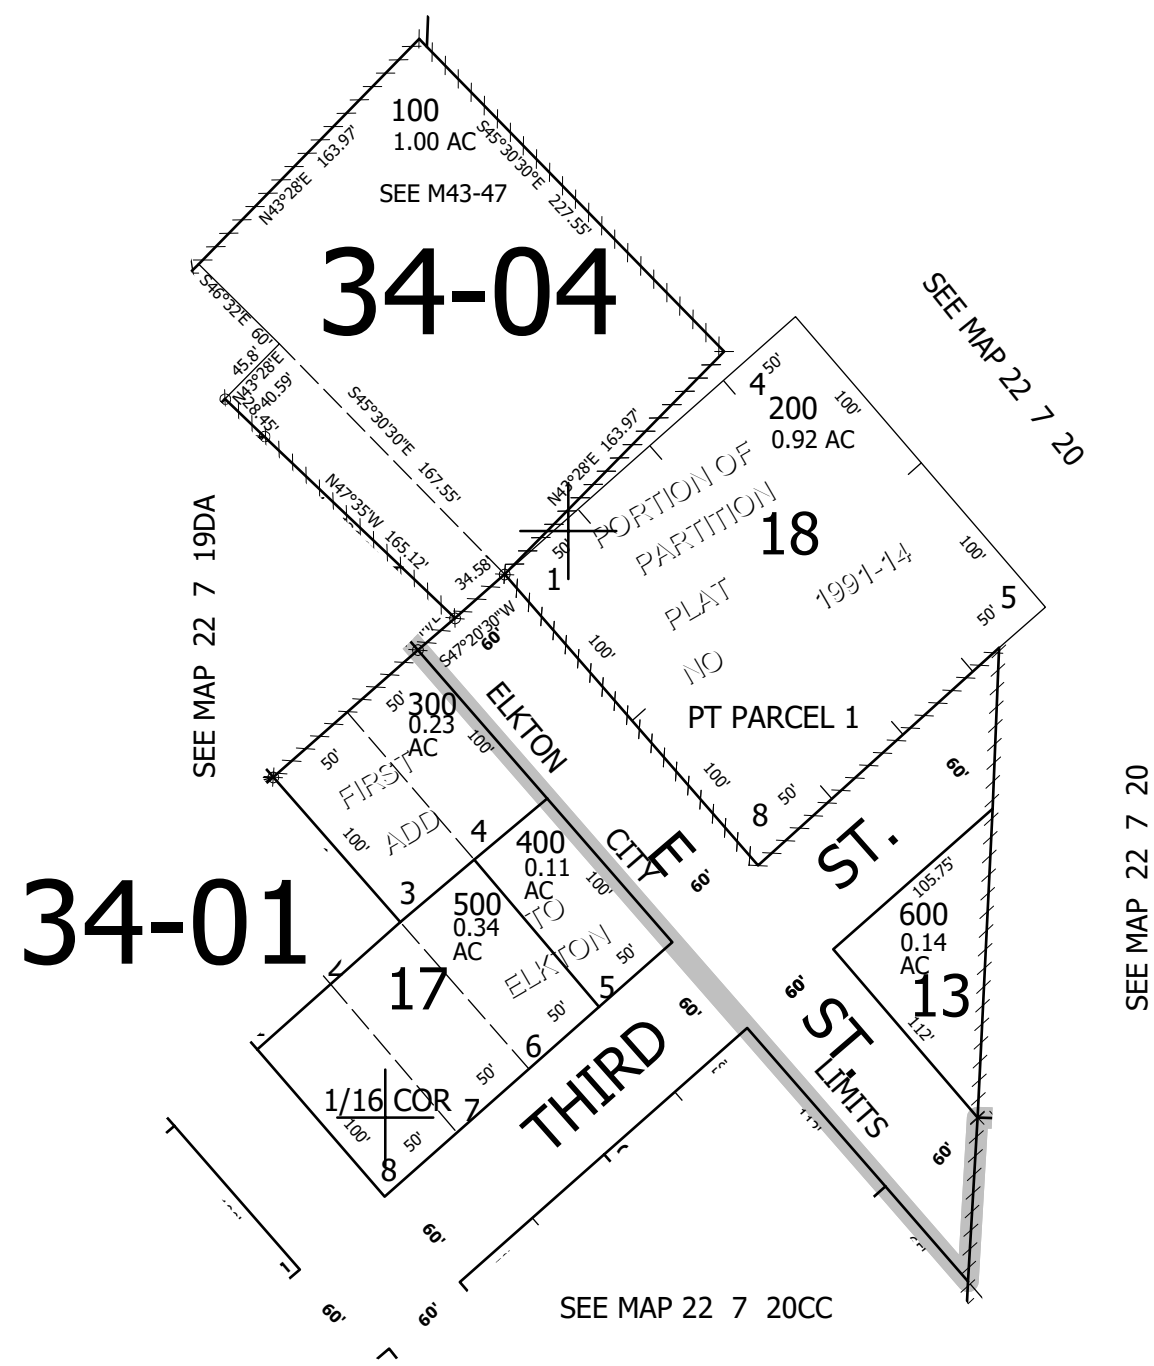 100
1.00 AC
SEE M43-47
N43°28'E 163.97'
S45°30'30"E 227.55'
34-04
S46°32'E 60'
45.8'
N43°28'E
40.59'
28.45'
S45°30'30"E 167.55'
N47°35'W 165.12'
N43°28'E 163.97'
34.58'
S47°20'30"W
60'
SEE MAP 22 7 20
4
50'
100'
200
0.92 AC
PORTION OF
PARTITION
PLAT
NO
1991-14
18
50'
1
100'
5
50'
100'
PT PARCEL 1
100'
8
50'
SEE MAP 22 7 19DA
300
0.23
AC
50'
50'
100'
FIRST
ADD
100'
4
3
ELKTON
CITY
LIMITS
E
ST.
60'
60'
ST.
60'
400
0.11
AC
100'
500
0.34
AC
TO
ELKTON
50'
5
50'
6
50'
7
17
1/16 COR
100'
50'
8
34-01
THIRD
60'
105.75'
600
0.14
AC
13
112'
60'
112'
SEE MAP 22 7 20
60'
60'
60'
SEE MAP 22 7 20CC